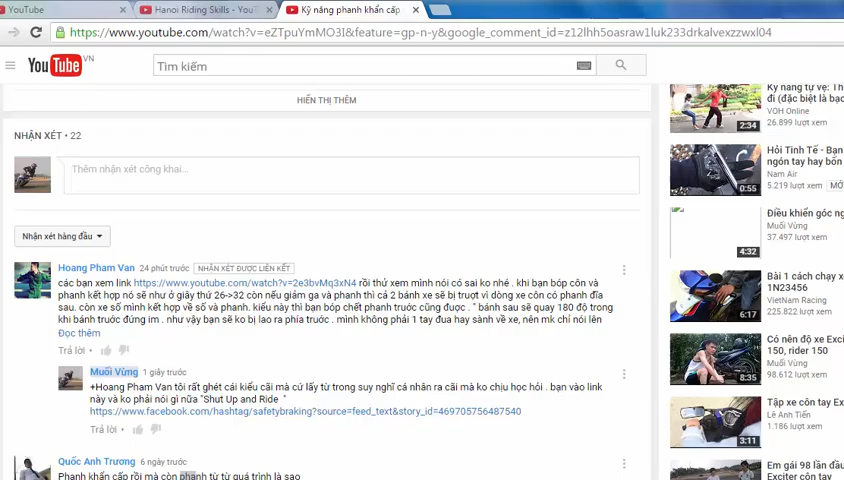 YouTube
Hanoi Riding Skills - YouT
Kỹ năng phanh khẩn cấp
https://www.youtube.com/watch?v=eZTpuYmMO3I&feature=gp-n-y&google_comment_id=z12lhh5oasraw1luk233drkalvexzzwxl04
YouTube VN
Tìm kiếm
HIỂN THỊ THÊM
NHẬN XÉT • 22
Thêm nhận xét công khai...
Nhận xét hàng đầu
Hoang Pham Van 24 phút trước NHẬN XÉT ĐƯỢC LIÊN KẾT
các bạn xem link https://www.youtube.com/watch?v=2e3bvMq3xN4 rồi thử xem mình nói có sai ko nhé . khi bạn bóp côn và
phanh kết hợp nó sẽ như ở giây thứ 26->32 còn nếu giảm ga và phanh thì cả 2 bánh xe sẽ bị trượt vì dòng xe côn có phanh đĩa
sau. còn xe số mình kết hợp về số và phanh. kiểu này thì bạn bóp chết phanh trước cũng đuợc . " bánh sau sẽ quay 180 độ trong
khi bánh trước đứng im . như vậy bạn sẽ ko bị lao ra phía trước . mình không phải 1 tay đua hay sành về xe, nên mk chỉ nói lên
Đọc thêm
Trả lời
Muối Vừng 1 giây trước
+Hoang Pham Van tôi rất ghét cái kiểu cãi mà cứ lấy từ trong suy nghĩ cá nhân ra cãi mà ko chịu học hỏi . bạn vào link
này và ko phải nói gì nữa "Shut Up and Ride "
https://www.facebook.com/hashtag/safetybraking?source=feed_text&story_id=469705756487540
Trả lời
Quốc Anh Trương 6 ngày trước
Phanh khẩn cấp rồi mà còn phanh từ từ quá trình là sao
Kỹ năng tự vệ: Th
đi (đặc biệt là bạc
VOH Online
26.899 lượt xem
2:34
Hỏi Tinh Tế - Bạn
ngón tay hay bốn
Nam Air
5.219 lượt xem MỚ
0:55
Điều khiển góc ng
Muối Vừng
37.497 lượt xem
4:32
Bài 1 cách chạy x
1N23456
VietNam Racing
225.822 lượt xem
6:17
Có nên độ xe Exci
150, rider 150
98.612 lượt xem
8:35
Tập xe côn tay Ex
Lê Anh Tiến
1.186 lượt xem
3:11
Em gái 98 lần đầu
Exciter côn tay